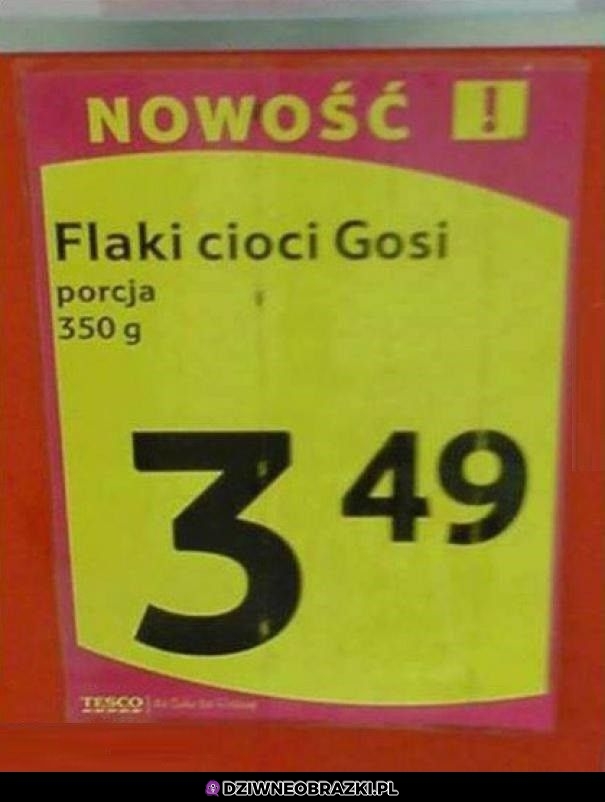 NOWOŚĆ !
Flaki cioci Gosi
porcja
350 g
3 49
TESCO
DZIWNEOBRAZKI.PL